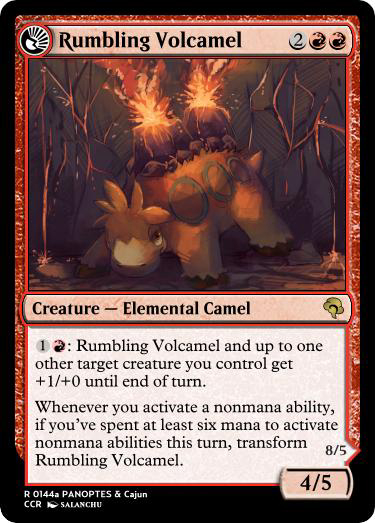 Rumbling Volcamel 2
Creature — Elemental Camel
1 : Rumbling Volcamel and up to one
other target creature you control get
+1/+0 until end of turn.
Whenever you activate a nonmana ability,
if you've spent at least six mana to activate
nonmana abilities this turn, transform
Rumbling Volcamel.
8/5
4/5
R 0144a PANOPTES & Cajun
CCR SALANCHU